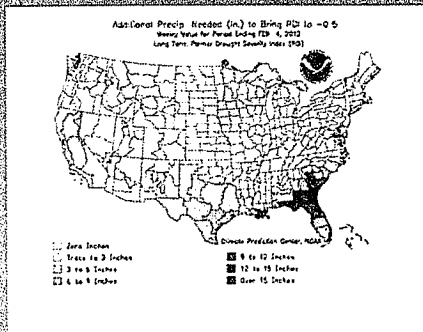 Additional Precip. Needed (in.) to Bring PDI to -0.5
Weekly Value for Period Ending FEB 4, 2012
Long Term Palmer Drought Severity Index (PDI)
Climate Prediction Center, NOAA
Zero Inches
Trace to 3 Inches
3 to 6 Inches
6 to 9 Inches
9 to 12 Inches
12 to 15 Inches
Over 15 Inches